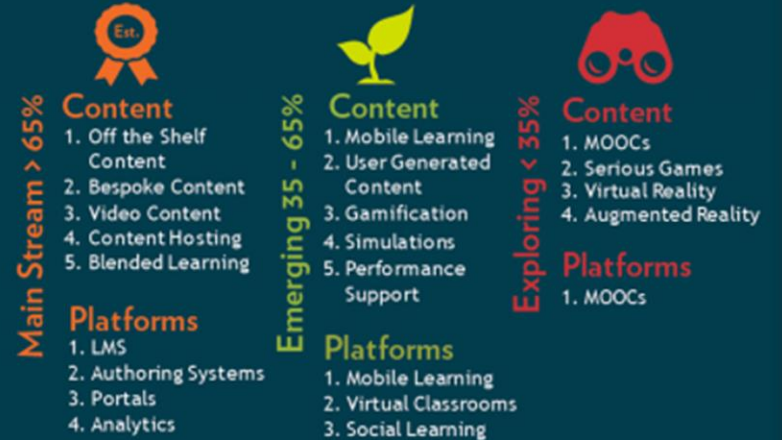 Est.
Main Stream > 65%
Content
1. Off the Shelf
Content
2. Bespoke Content
3. Video Content
4. Content Hosting
5. Blended Learning
Platforms
1. LMS
2. Authoring Systems
3. Portals
4. Analytics
Emerging 35 - 65%
Content
1. Mobile Learning
2. User Generated
Content
3. Gamification
4. Simulations
5. Performance
Support
Platforms
1. Mobile Learning
2. Virtual Classrooms
3. Social Learning
Exploring < 35%
Content
1. MOOCs
2. Serious Games
3. Virtual Reality
4. Augmented Reality
Platforms
1. MOOCs